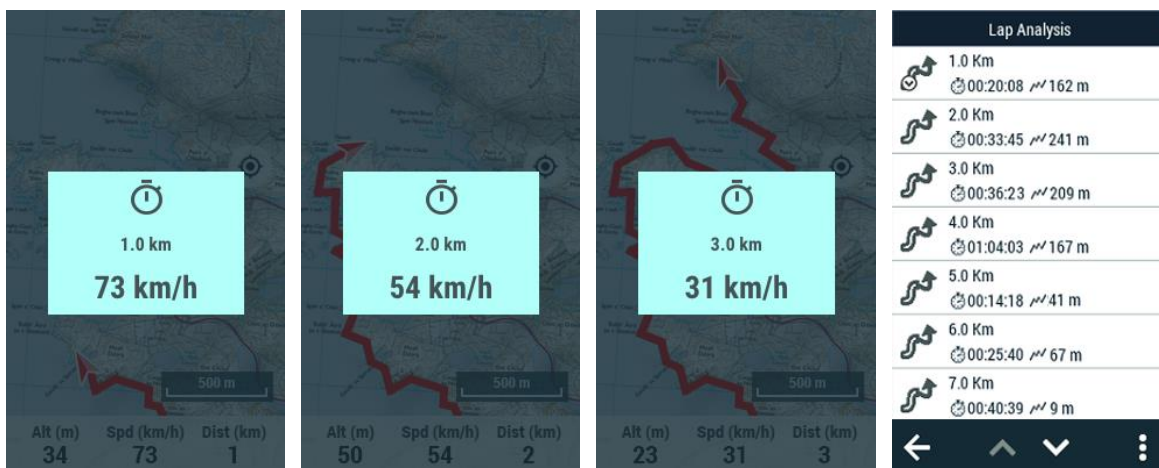 1.0 km
73 km/h
500 m
Alt (m) Spd (km/h) Dist (km)
34 73 1
2.0 km
54 km/h
500 m
Alt (m) Spd (km/h) Dist (km)
50 54 2
3.0 km
31 km/h
500 m
Alt (m) Spd (km/h) Dist (km)
23 31 3
Lap Analysis
1.0 Km
00:20:08 162 m
2.0 Km
00:33:45 241 m
3.0 Km
00:36:23 209 m
4.0 Km
01:04:03 167 m
5.0 Km
00:14:18 41 m
6.0 Km
00:25:40 67 m
7.0 Km
00:40:39 9 m